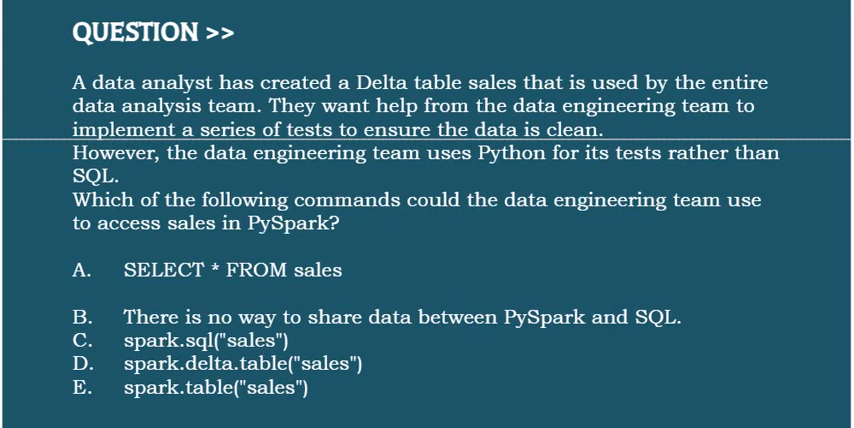 QUESTION >>
A data analyst has created a Delta table sales that is used by the entire
data analysis team. They want help from the data engineering team to
implement a series of tests to ensure the data is clean.
However, the data engineering team uses Python for its tests rather than
SQL.
Which of the following commands could the data engineering team use
to access sales in PySpark?
A. SELECT * FROM sales
B. There is no way to share data between PySpark and SQL.
C. spark.sql("sales")
D. spark.delta.table("sales")
E. spark.table("sales")